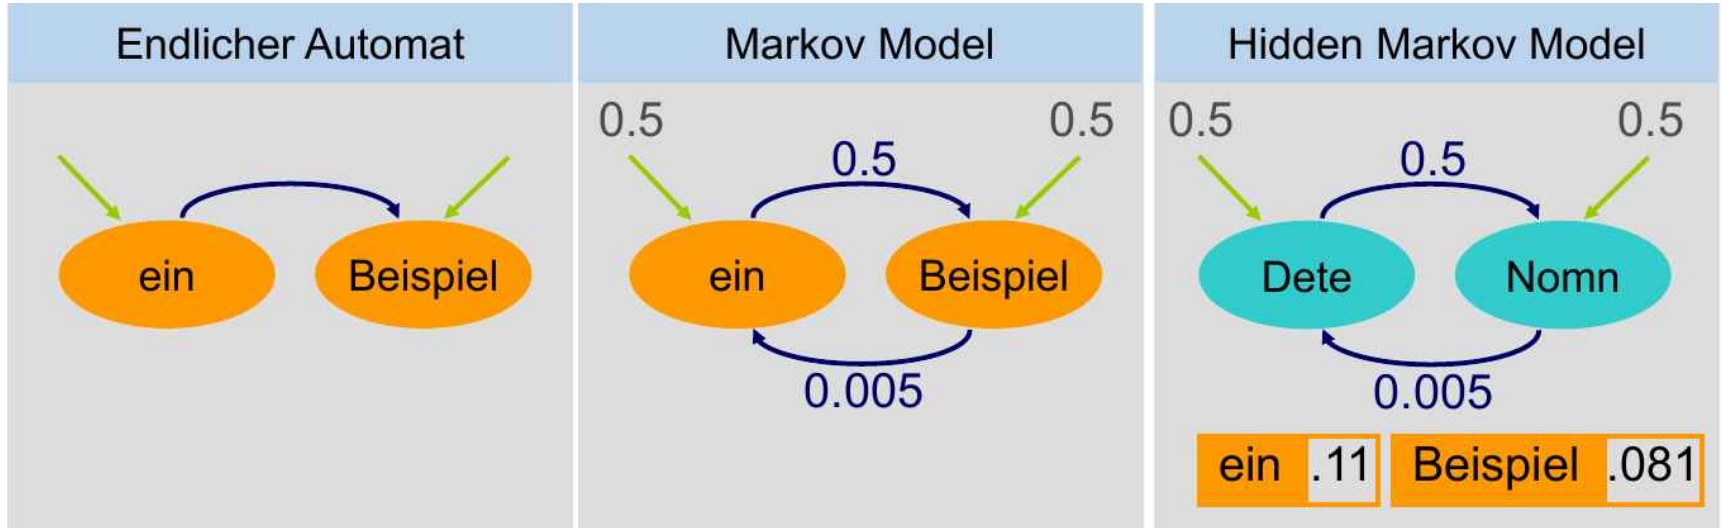 Endlicher Automat
ein
Beispiel
Markov Model
0.5
0.5
0.5
ein
Beispiel
0.005
Hidden Markov Model
0.5
0.5
0.5
Dete
Nomn
0.005
ein .11
Beispiel .081